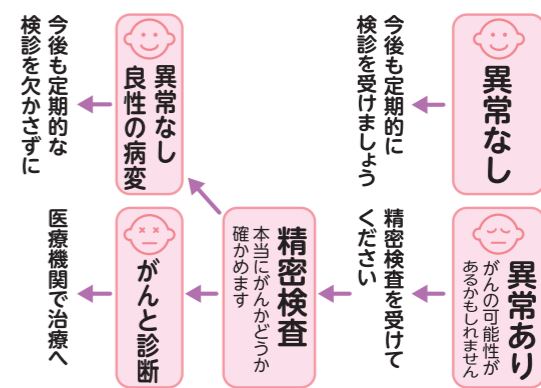 異常なし
今後も定期的に
検診を受けましょう
異常あり
がんの可能性が
あるかもしれません
精密検査を受けて
ください
精密検査
本当にがんかどうか
確かめます
異常なし
良性の病変
今後も定期的な
検診を欠かさずに
がんと診断
医療機関で治療へ